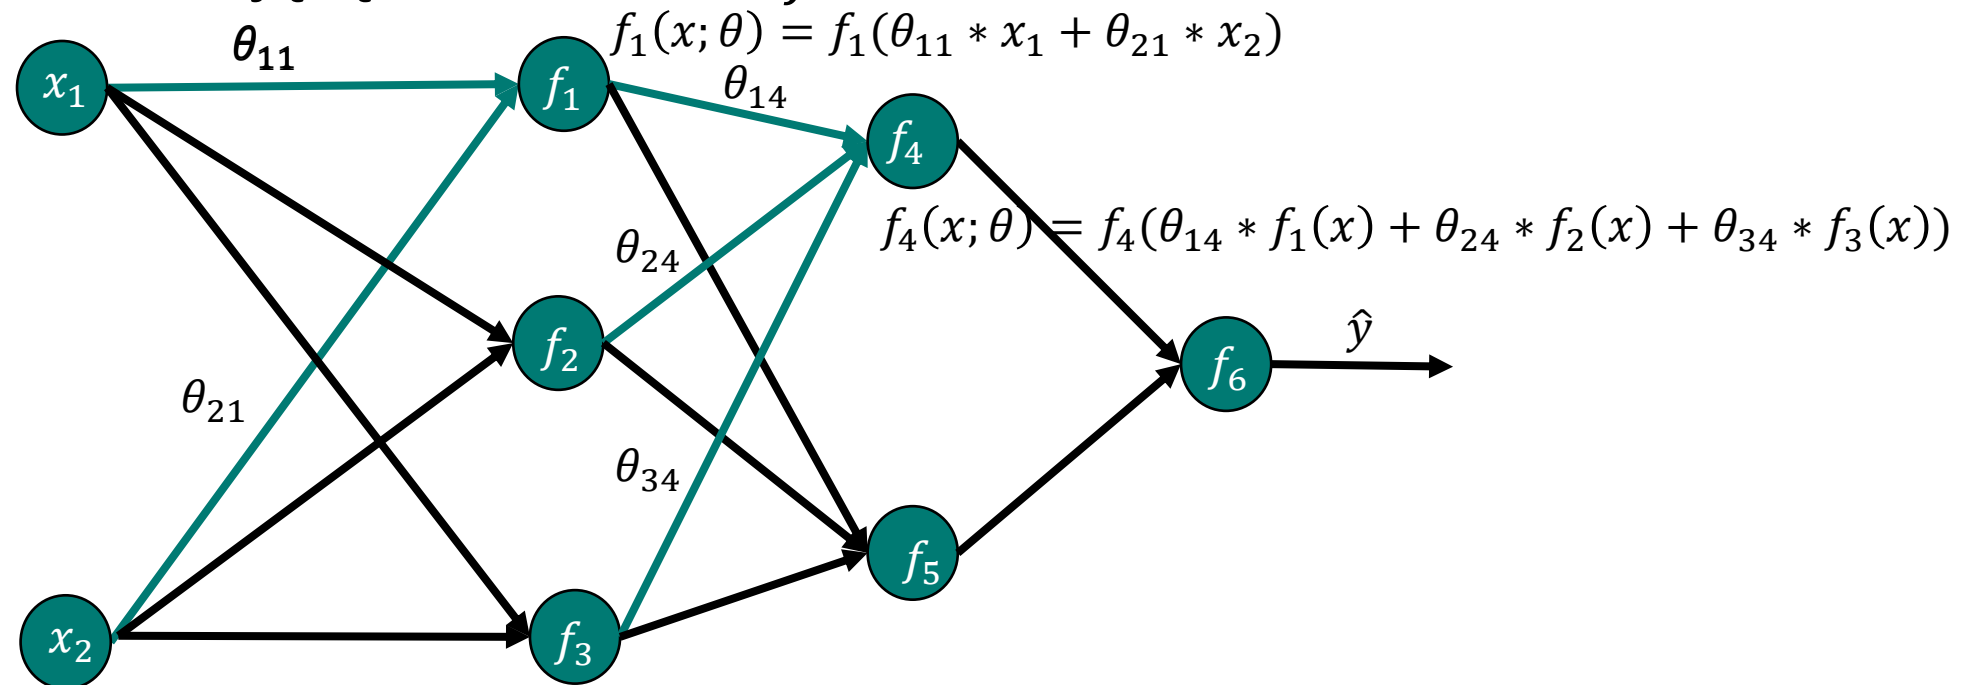 θ₁₁
f₁(x; θ) = f₁(θ₁₁ * x₁ + θ₂₁ * x₂)
x₁
f₁
θ₁₄
f₄
θ₂₄
f₄(x; θ) = f₄(θ₁₄ * f₁(x) + θ₂₄ * f₂(x) + θ₃₄ * f₃(x))
f₂
ŷ
f₆
θ₂₁
θ₃₄
f₅
x₂
f₃